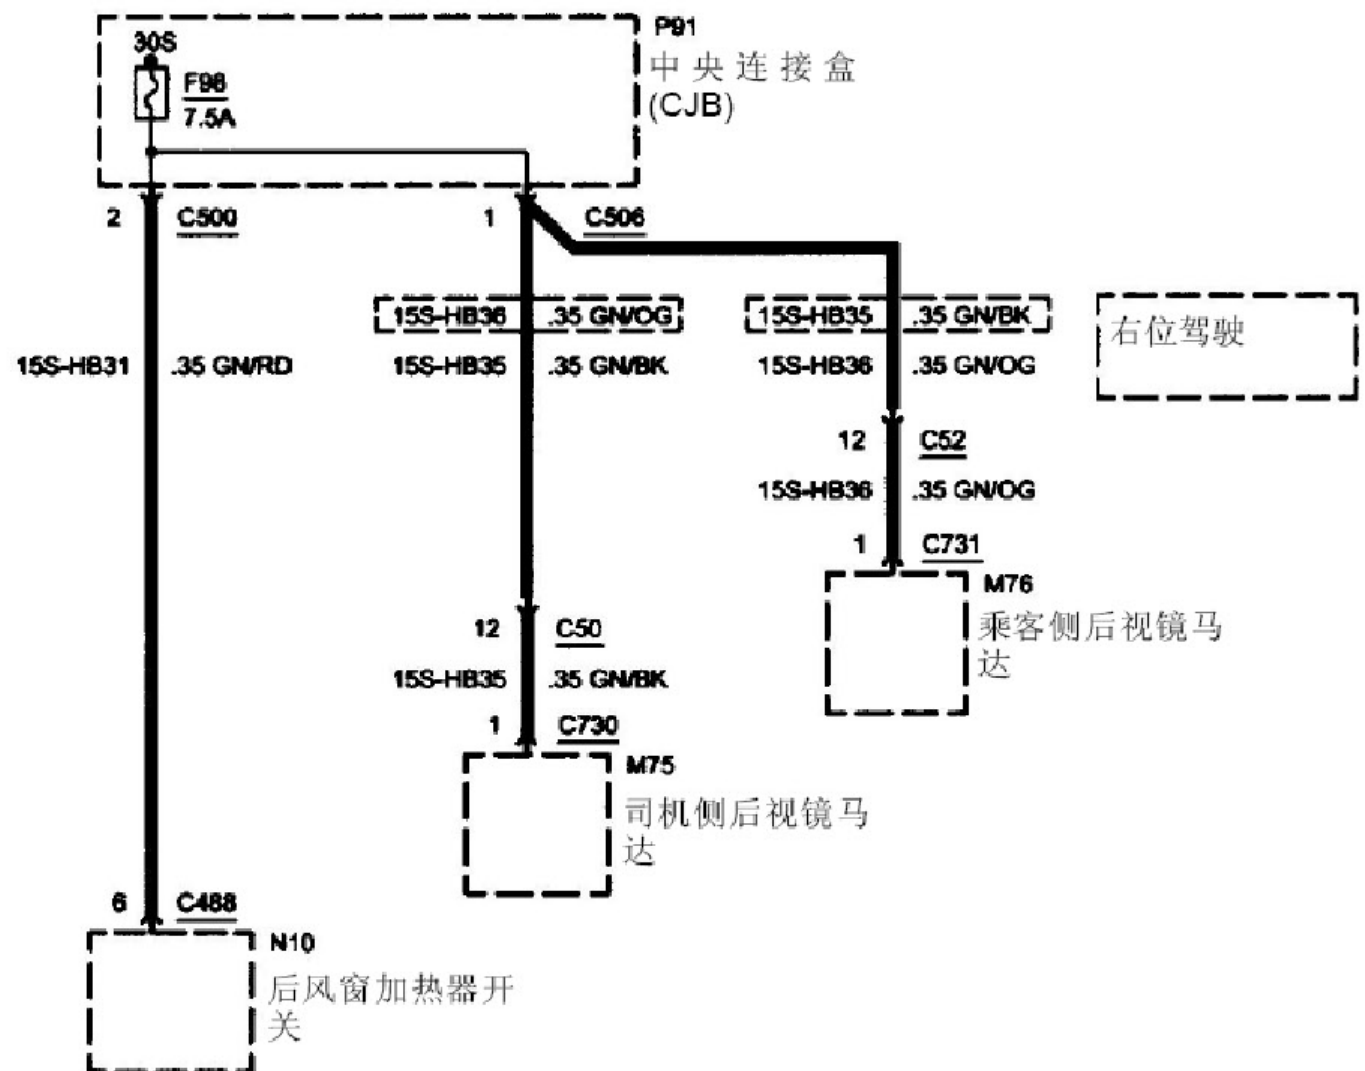 P91
30S
中央连接盒
(CJB)
F98
7.5A
2
C500
1
C506
15S-HB36 .35 GN/OG
15S-HB35 .35 GN/BK
右位驾驶
15S-HB31 .35 GN/RD
15S-HB35 .35 GN/BK
15S-HB36 .35 GN/OG
12
C52
15S-HB36 .35 GN/OG
1
C731
M76
乘客侧后视镜马
达
12
C50
15S-HB35 .35 GN/BK
1
C730
M75
司机侧后视镜马
达
6
C488
N10
后风窗加热器开
关